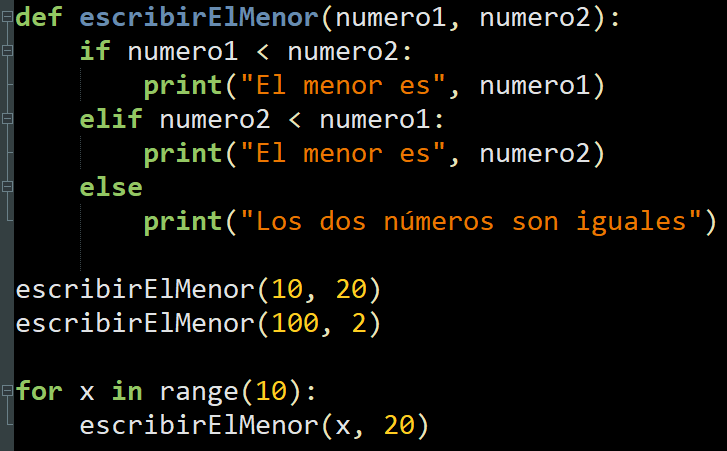 def escribirElMenor(numero1, numero2):
    if numero1 < numero2:
        print("El menor es", numero1)
    elif numero2 < numero1:
        print("El menor es", numero2)
    else
        print("Los dos números son iguales")

escribirElMenor(10, 20)
escribirElMenor(100, 2)

for x in range(10):
    escribirElMenor(x, 20)